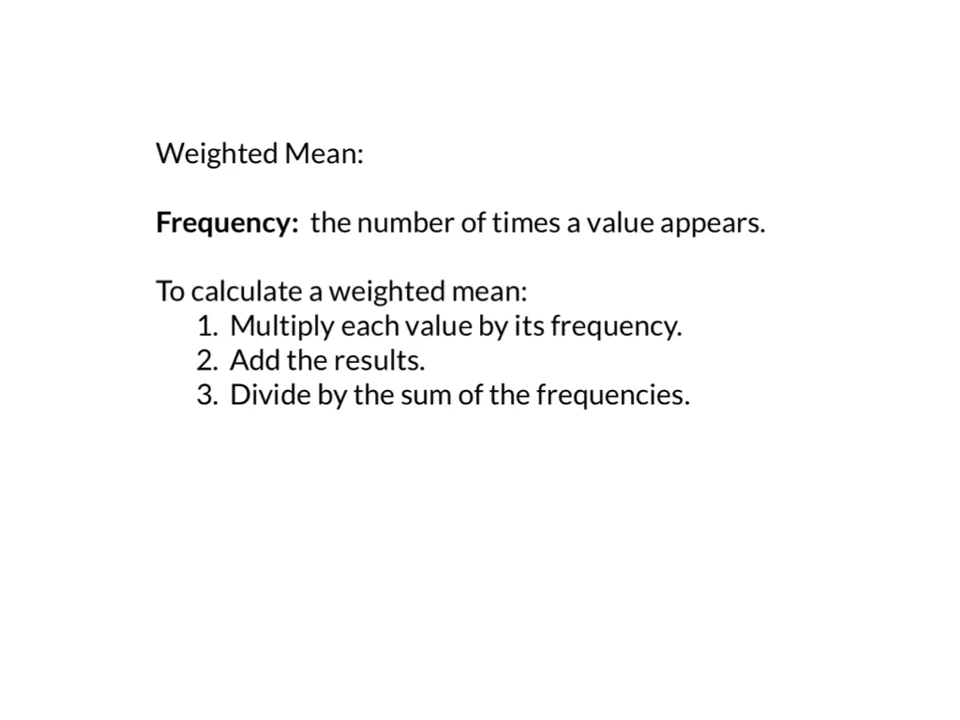 Weighted Mean:
Frequency: the number of times a value appears.
To calculate a weighted mean:
1. Multiply each value by its frequency.
2. Add the results.
3. Divide by the sum of the frequencies.